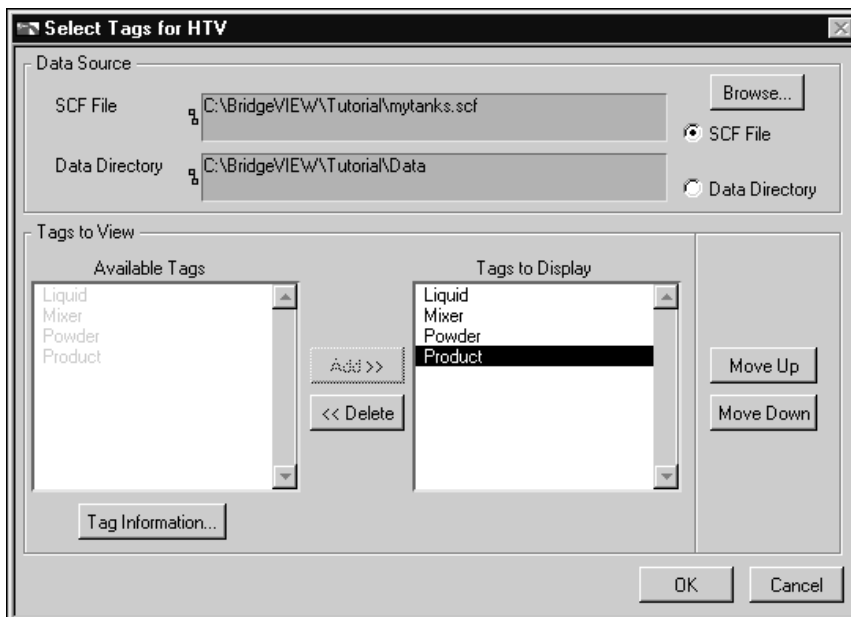 Select Tags for HTV
Data Source
SCF File
C:\BridgeVIEW\Tutorial\mytanks.scf
Browse...
SCF File
Data Directory
C:\BridgeVIEW\Tutorial\Data
Data Directory
Tags to View
Available Tags
Liquid
Mixer
Powder
Product
Tag Information...
Add >>
<< Delete
Tags to Display
Liquid
Mixer
Powder
Product
Move Up
Move Down
OK
Cancel